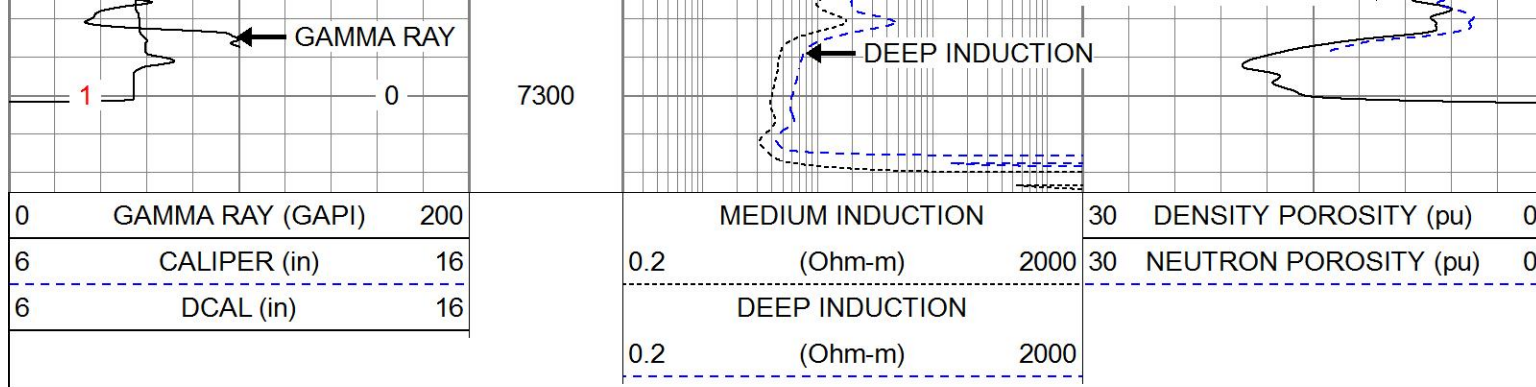 GAMMA RAY
DEEP INDUCTION
1 0 7300
0 GAMMA RAY (GAPI) 200
MEDIUM INDUCTION
30 DENSITY POROSITY (pu) 0
6 CALIPER (in) 16
0.2 (Ohm-m) 2000
30 NEUTRON POROSITY (pu) 0
6 DCAL (in) 16
DEEP INDUCTION
0.2 (Ohm-m) 2000